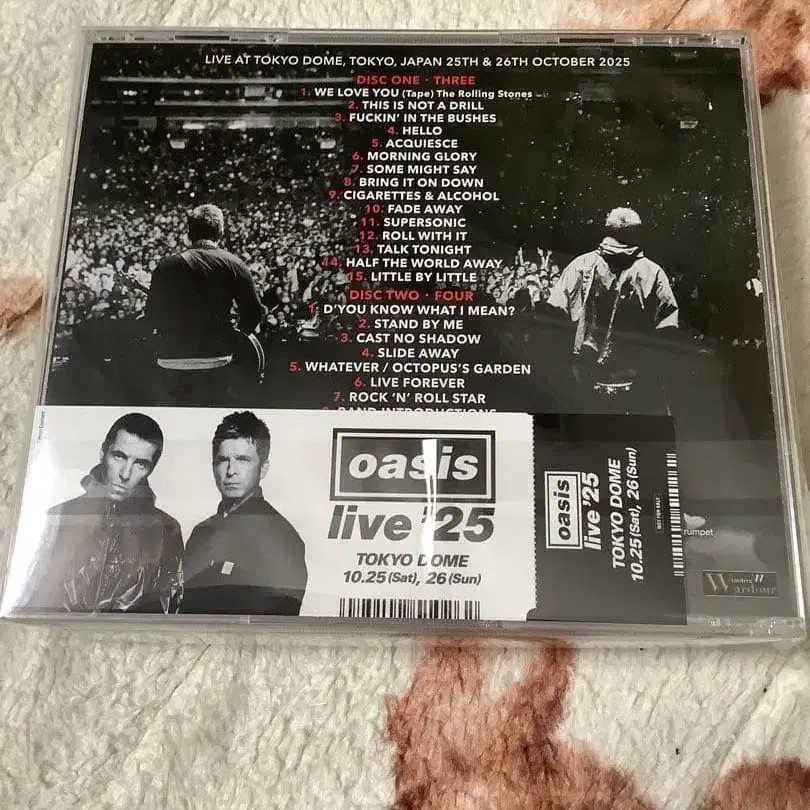 LIVE AT TOKYO DOME, TOKYO, JAPAN 25TH & 26TH OCTOBER 2025
DISC ONE · THREE
1. WE LOVE YOU (Tape) The Rolling Stones
2. THIS IS NOT A DRILL
3. FUCKIN' IN THE BUSHES
4. HELLO
5. ACQUIESCE
6. MORNING GLORY
7. SOME MIGHT SAY
8. BRING IT ON DOWN
9. CIGARETTES & ALCOHOL
10. FADE AWAY
11. SUPERSONIC
12. ROLL WITH IT
13. TALK TONIGHT
14. HALF THE WORLD AWAY
15. LITTLE BY LITTLE
DISC TWO · FOUR
1. D'YOU KNOW WHAT I MEAN?
2. STAND BY ME
3. CAST NO SHADOW
4. SLIDE AWAY
5. WHATEVER / OCTOPUS'S GARDEN
6. LIVE FOREVER
7. ROCK 'N' ROLL STAR
8. BAND INTRODUCTIONS
oasis
live '25
TOKYO DOME
10.25(Sat), 26(Sun)
oasis
live '25
TOKYO DOME
10.25(Sat), 26(Sun)
NOT FOR SALE
rumpet
Wardour